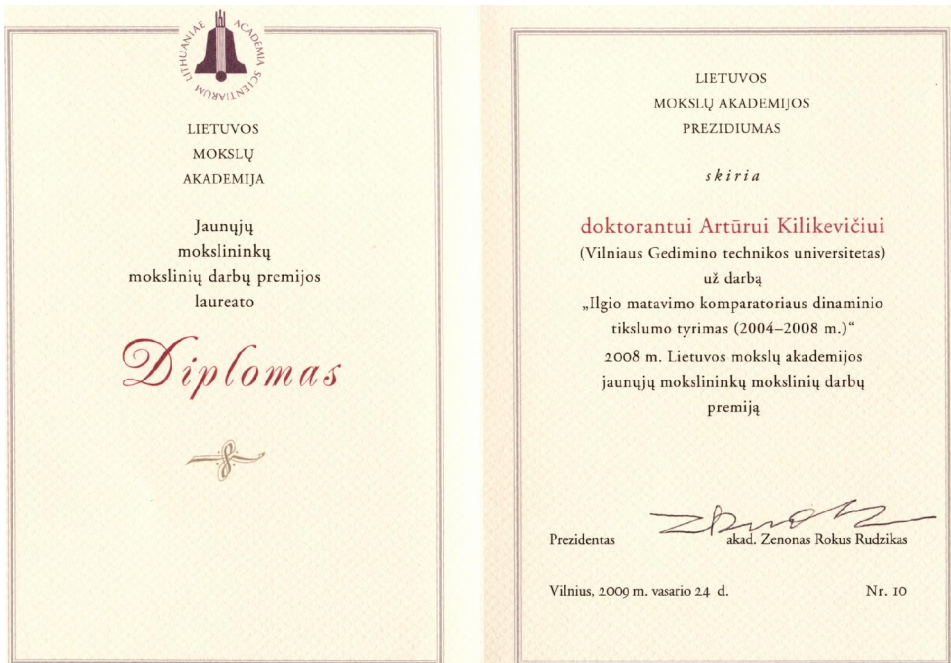 LITHUANIAE ACADEMIA SCIENTIARUM
LIETUVOS
MOKSLŲ
AKADEMIJA
Jaunųjų
mokslininkų
mokslinių darbų premijos
laureato
Diplomas
LIETUVOS
MOKSLŲ AKADEMIJOS
PREZIDIUMAS
skiria
doktorantui Artūrui Kilikevičiui
(Vilniaus Gedimino technikos universitetas)
už darbą
„Ilgio matavimo komparatoriaus dinaminio
tikslumo tyrimas (2004–2008 m.)“
2008 m. Lietuvos mokslų akademijos
jaunųjų mokslininkų mokslinių darbų
premiją
Prezidentas akad. Zenonas Rokus Rudzikas
Vilnius, 2009 m. vasario 24 d. Nr. 10